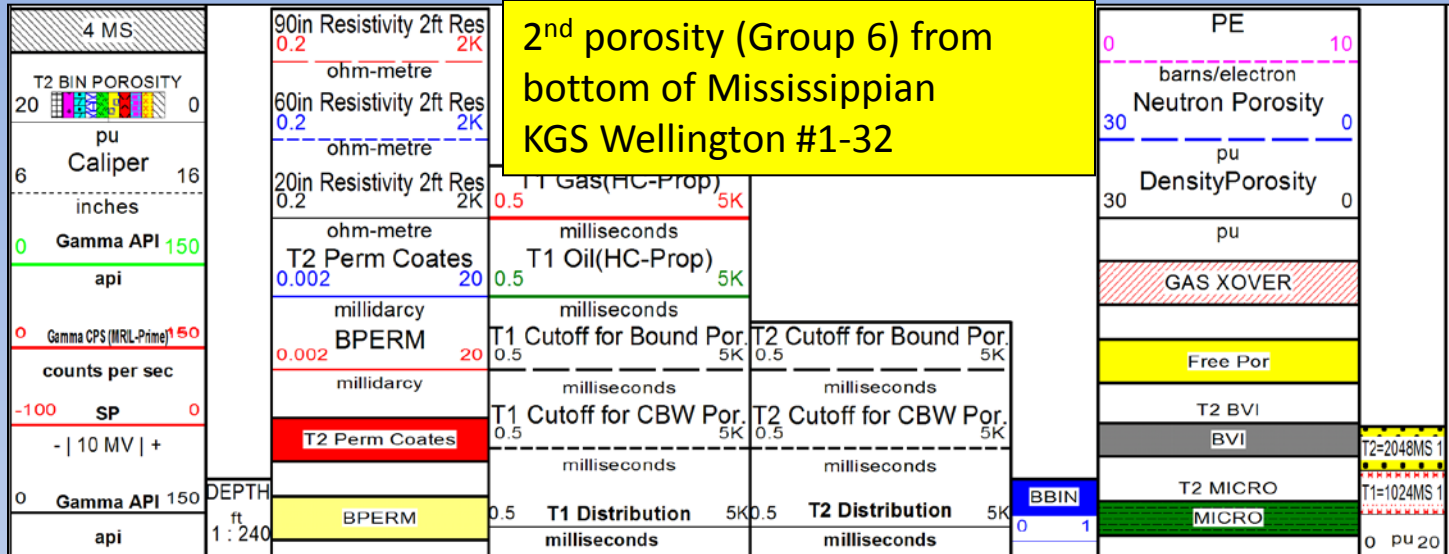 2nd porosity (Group 6) from
bottom of Mississippian
KGS Wellington #1-32
4 MS
T2 BIN POROSITY
20 0
pu
Caliper
6 16
inches
0 Gamma API 150
api
0 Gamma CPS (MRIL-Prime) 150
counts per sec
-100 SP 0
- | 10 MV | +
0 Gamma API 150
api
DEPTH
ft
1 : 240
90in Resistivity 2ft Res
0.2 2K
ohm-metre
60in Resistivity 2ft Res
0.2 2K
ohm-metre
20in Resistivity 2ft Res
0.2 2K
ohm-metre
T2 Perm Coates
0.002 20
millidarcy
BPERM
0.002 20
millidarcy
T2 Perm Coates
BPERM
T1 Gas(HC-Prop)
0.5 5K
milliseconds
T1 Oil(HC-Prop)
0.5 5K
milliseconds
T1 Cutoff for Bound Por.
0.5 5K
milliseconds
T1 Cutoff for CBW Por.
0.5 5K
milliseconds
0.5 T1 Distribution 5K
milliseconds
T2 Cutoff for Bound Por.
0.5 5K
milliseconds
T2 Cutoff for CBW Por.
0.5 5K
milliseconds
0.5 T2 Distribution 5K
milliseconds
BBIN
0 1
PE
0 10
barns/electron
Neutron Porosity
30 0
pu
DensityPorosity
30 0
pu
GAS XOVER
Free Por
T2 BVI
BVI
T2 MICRO
MICRO
T2=2048MS 1
T1=1024MS 1
0 pu 20